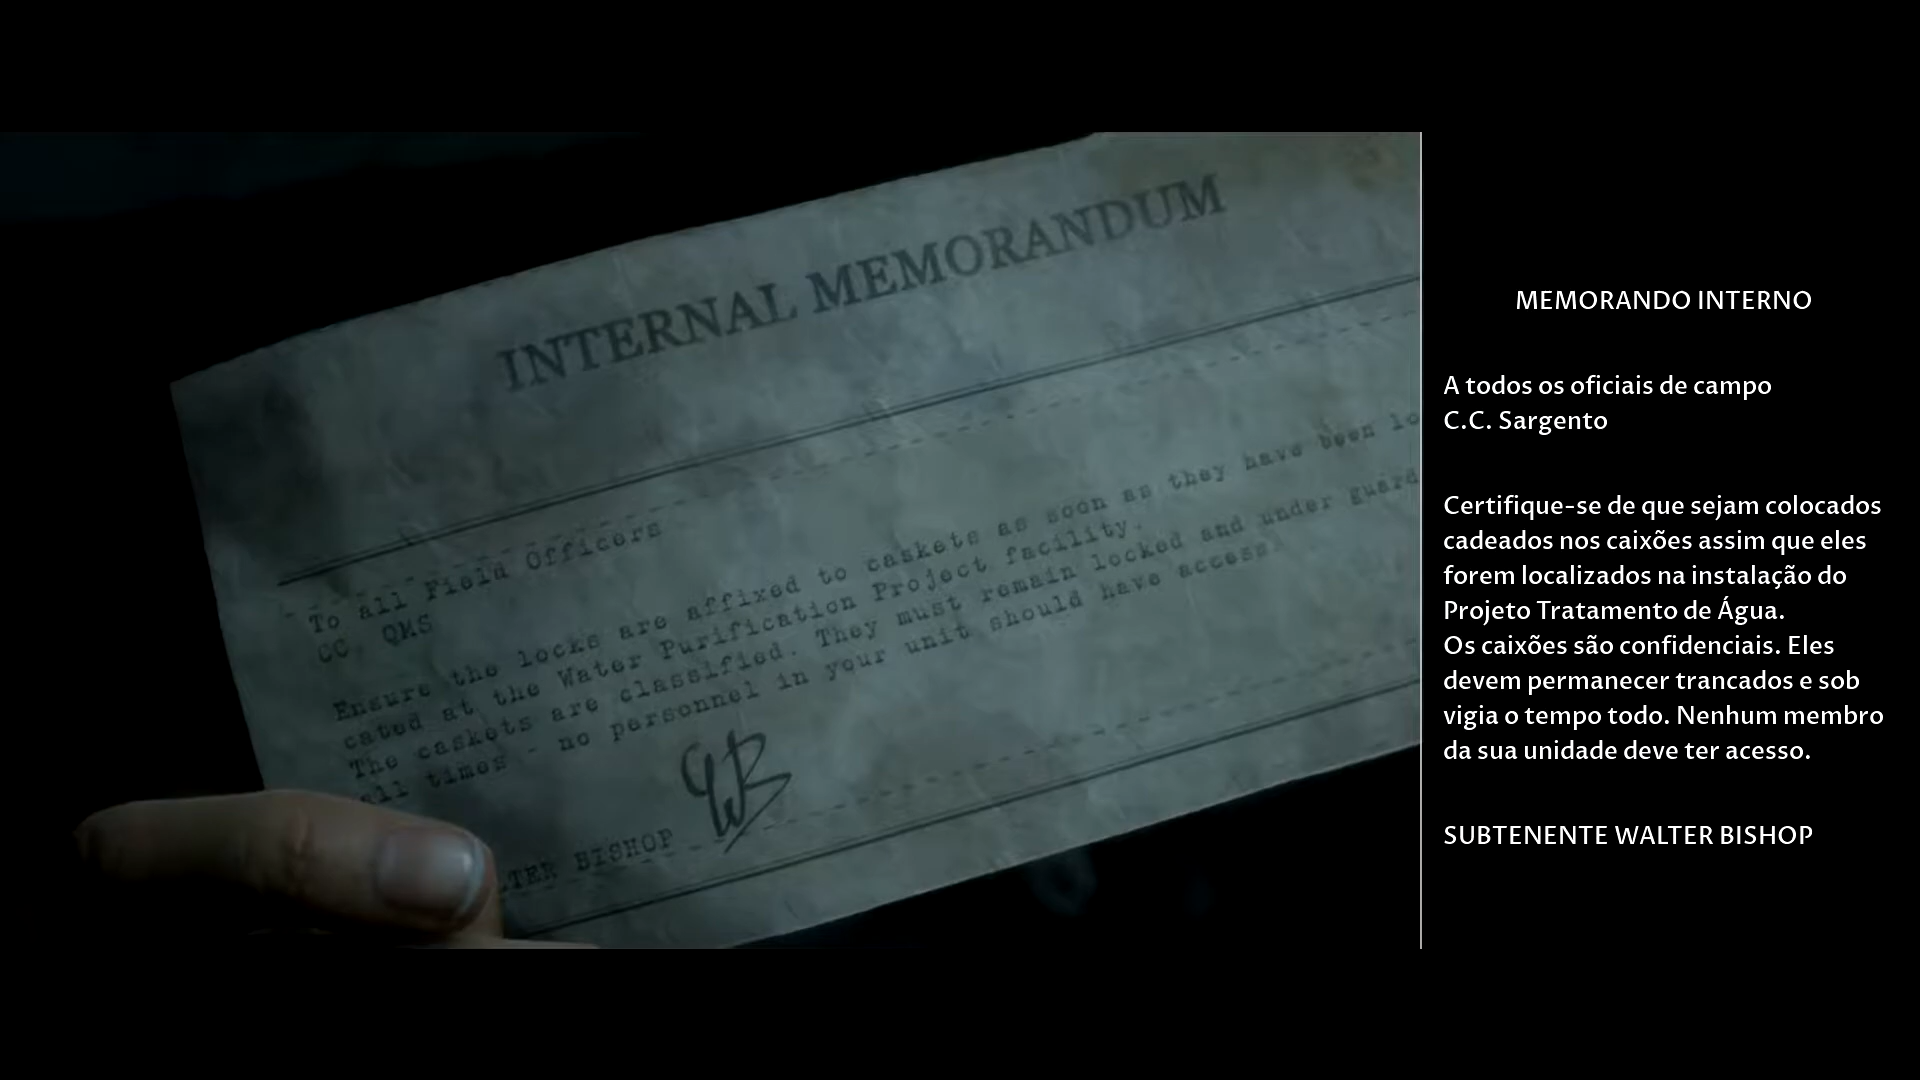 INTERNAL MEMORANDUM
To all Field Officers
CC QMS
Ensure the locks are affixed to caskets as soon as they have been lo
cated at the Water Purification Project facility.
The caskets are classified. They must remain locked and under guard
all times - no personnel in your unit should have access.
TER BISHOP
WB
MEMORANDO INTERNO
A todos os oficiais de campo
C.C. Sargento
Certifique-se de que sejam colocados
cadeados nos caixões assim que eles
forem localizados na instalação do
Projeto Tratamento de Água.
Os caixões são confidenciais. Eles
devem permanecer trancados e sob
vigia o tempo todo. Nenhum membro
da sua unidade deve ter acesso.
SUBTENENTE WALTER BISHOP